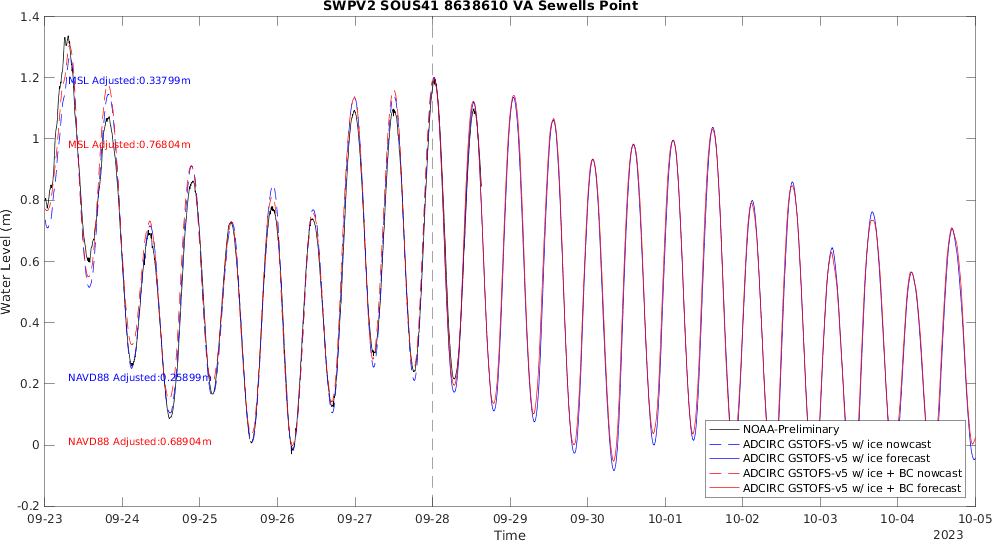 SWPV2 SOUS41 8638610 VA Sewells Point
1.4
1.2
1
0.8
0.6
0.4
0.2
0
-0.2
Water Level (m)
MSL Adjusted:0.33799m
MSL Adjusted:0.76804m
NAVD88 Adjusted:0.25899m
NAVD88 Adjusted:0.68904m
NOAA-Preliminary
ADCIRC GSTOFS-v5 w/ ice nowcast
ADCIRC GSTOFS-v5 w/ ice forecast
ADCIRC GSTOFS-v5 w/ ice + BC nowcast
ADCIRC GSTOFS-v5 w/ ice + BC forecast
09-23 09-24 09-25 09-26 09-27 09-28 09-29 09-30 10-01 10-02 10-03 10-04 10-05
Time
2023